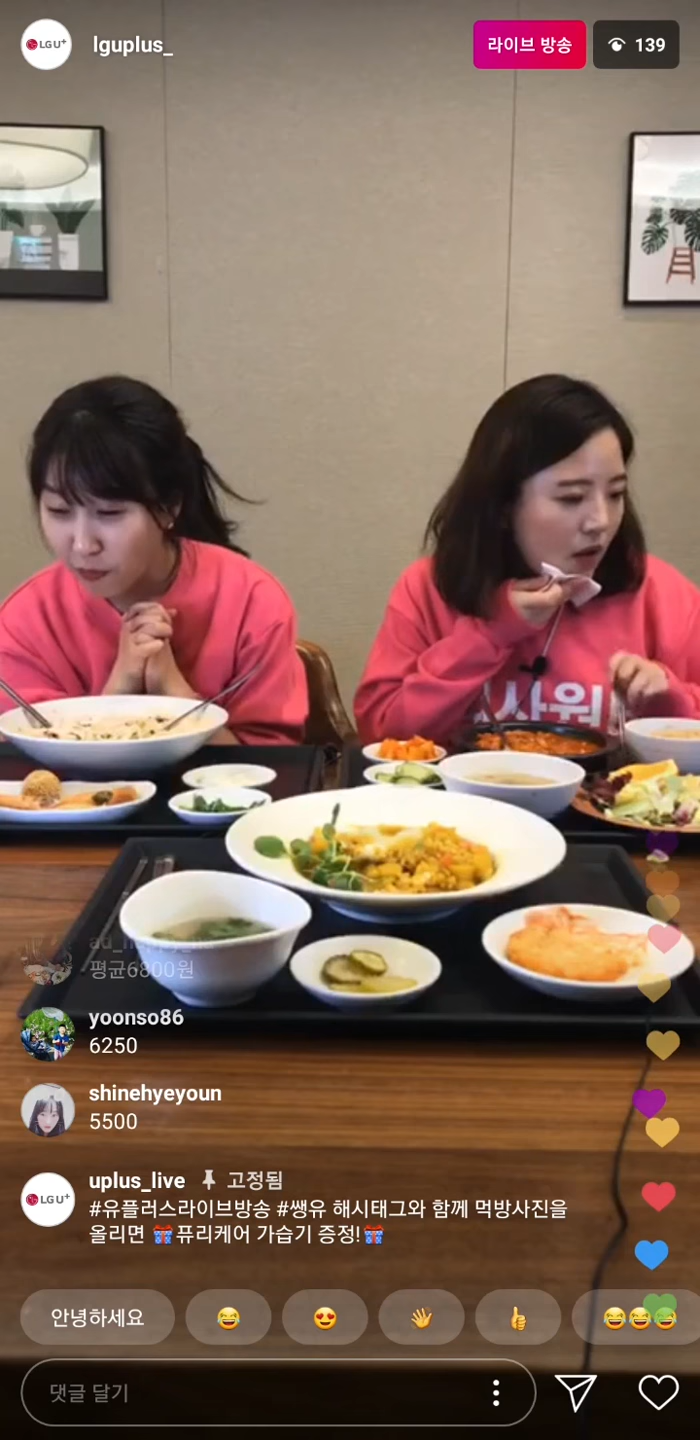 LG U+
lguplus_
라이브 방송
139
사워
평균6800원
yoonso86
6250
shinehyeyoun
5500
LG U+
uplus_live 고정됨
#유플러스라이브방송 #쌩유 해시태그와 함께 먹방사진을
올리면 🎁퓨리케어 가습기 증정!🎁
안녕하세요 😂 😍 👋 👍 😂😂😂
댓글 달기